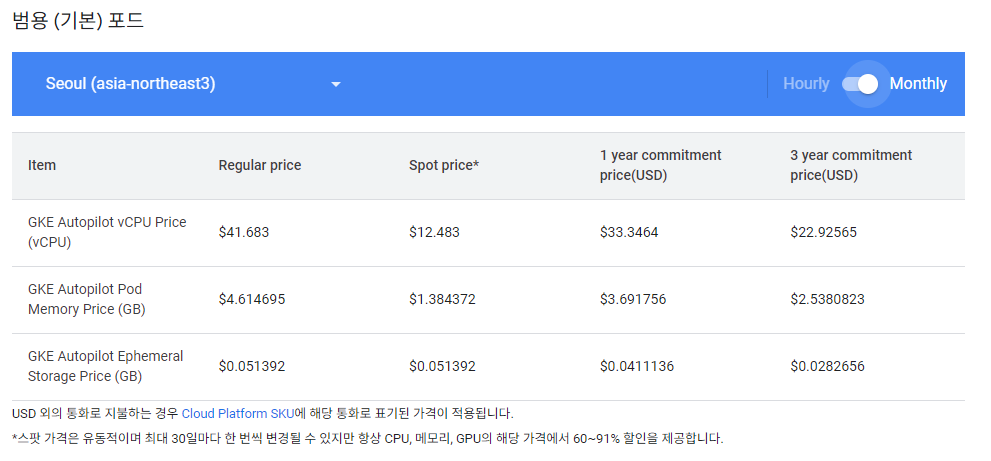 범용 (기본) 포드
Seoul (asia-northeast3)
Hourly
Monthly
Item
Regular price
Spot price*
1 year commitment
price(USD)
3 year commitment
price(USD)
GKE Autopilot vCPU Price
(vCPU)
$41.683
$12.483
$33.3464
$22.92565
GKE Autopilot Pod
Memory Price (GB)
$4.614695
$1.384372
$3.691756
$2.5380823
GKE Autopilot Ephemeral
Storage Price (GB)
$0.051392
$0.051392
$0.0411136
$0.0282656
USD 외의 통화로 지불하는 경우 Cloud Platform SKU에 해당 통화로 표기된 가격이 적용됩니다.
*스팟 가격은 유동적이며 최대 30일마다 한 번씩 변경될 수 있지만 항상 CPU, 메모리, GPU의 해당 가격에서 60~91% 할인을 제공합니다.